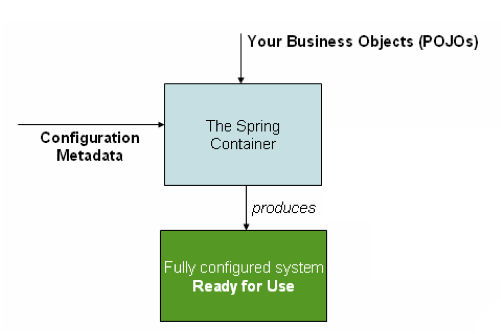 Your Business Objects (POJOs)
The Spring
Container
Configuration
Metadata
produces
Fully configured system
Ready for Use